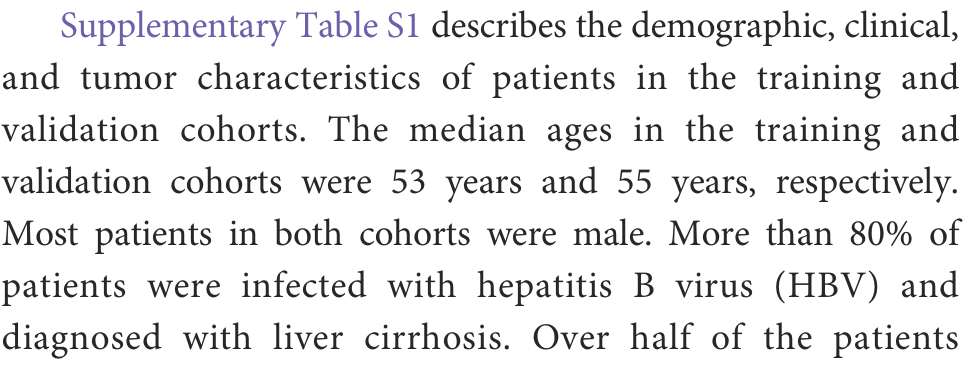 Supplementary Table S1 describes the demographic, clinical,
and tumor characteristics of patients in the training and
validation cohorts. The median ages in the training and
validation cohorts were 53 years and 55 years, respectively.
Most patients in both cohorts were male. More than 80% of
patients were infected with hepatitis B virus (HBV) and
diagnosed with liver cirrhosis. Over half of the patients